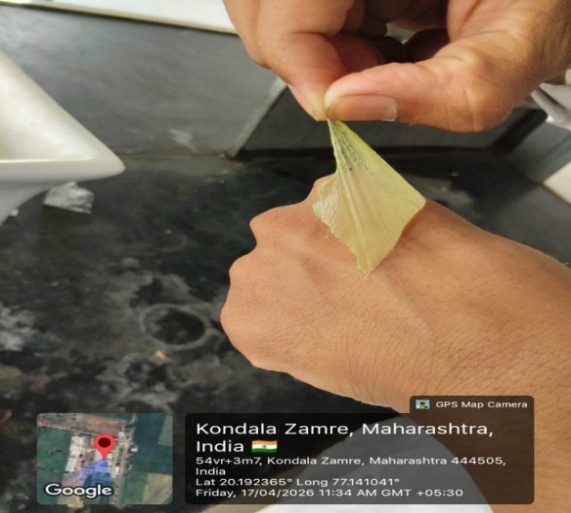 GPS Map Camera
Kondala Zamre, Maharashtra,
India 🇮🇳
54vr+3m7, Kondala Zamre, Maharashtra 444505,
India
Lat 20.192365° Long 77.141041°
Friday, 17/04/2026 11:34 AM GMT +05:30
Google